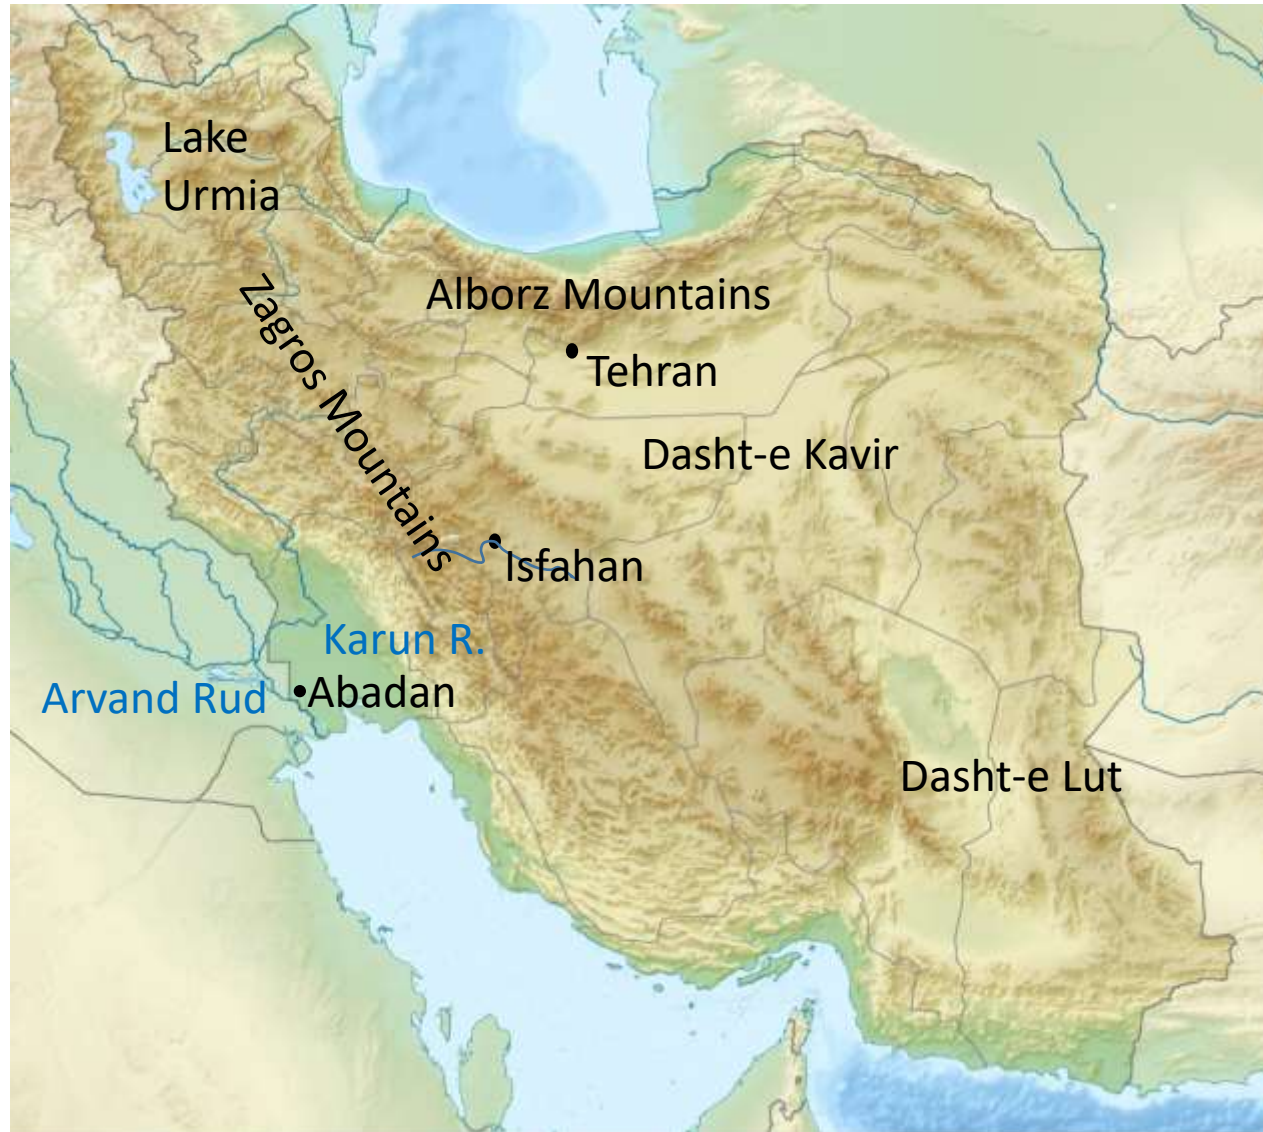 Lake
Urmia
Alborz Mountains
Zagros Mountains
Tehran
Dasht-e Kavir
Isfahan
Karun R.
Arvand Rud
Abadan
Dasht-e Lut